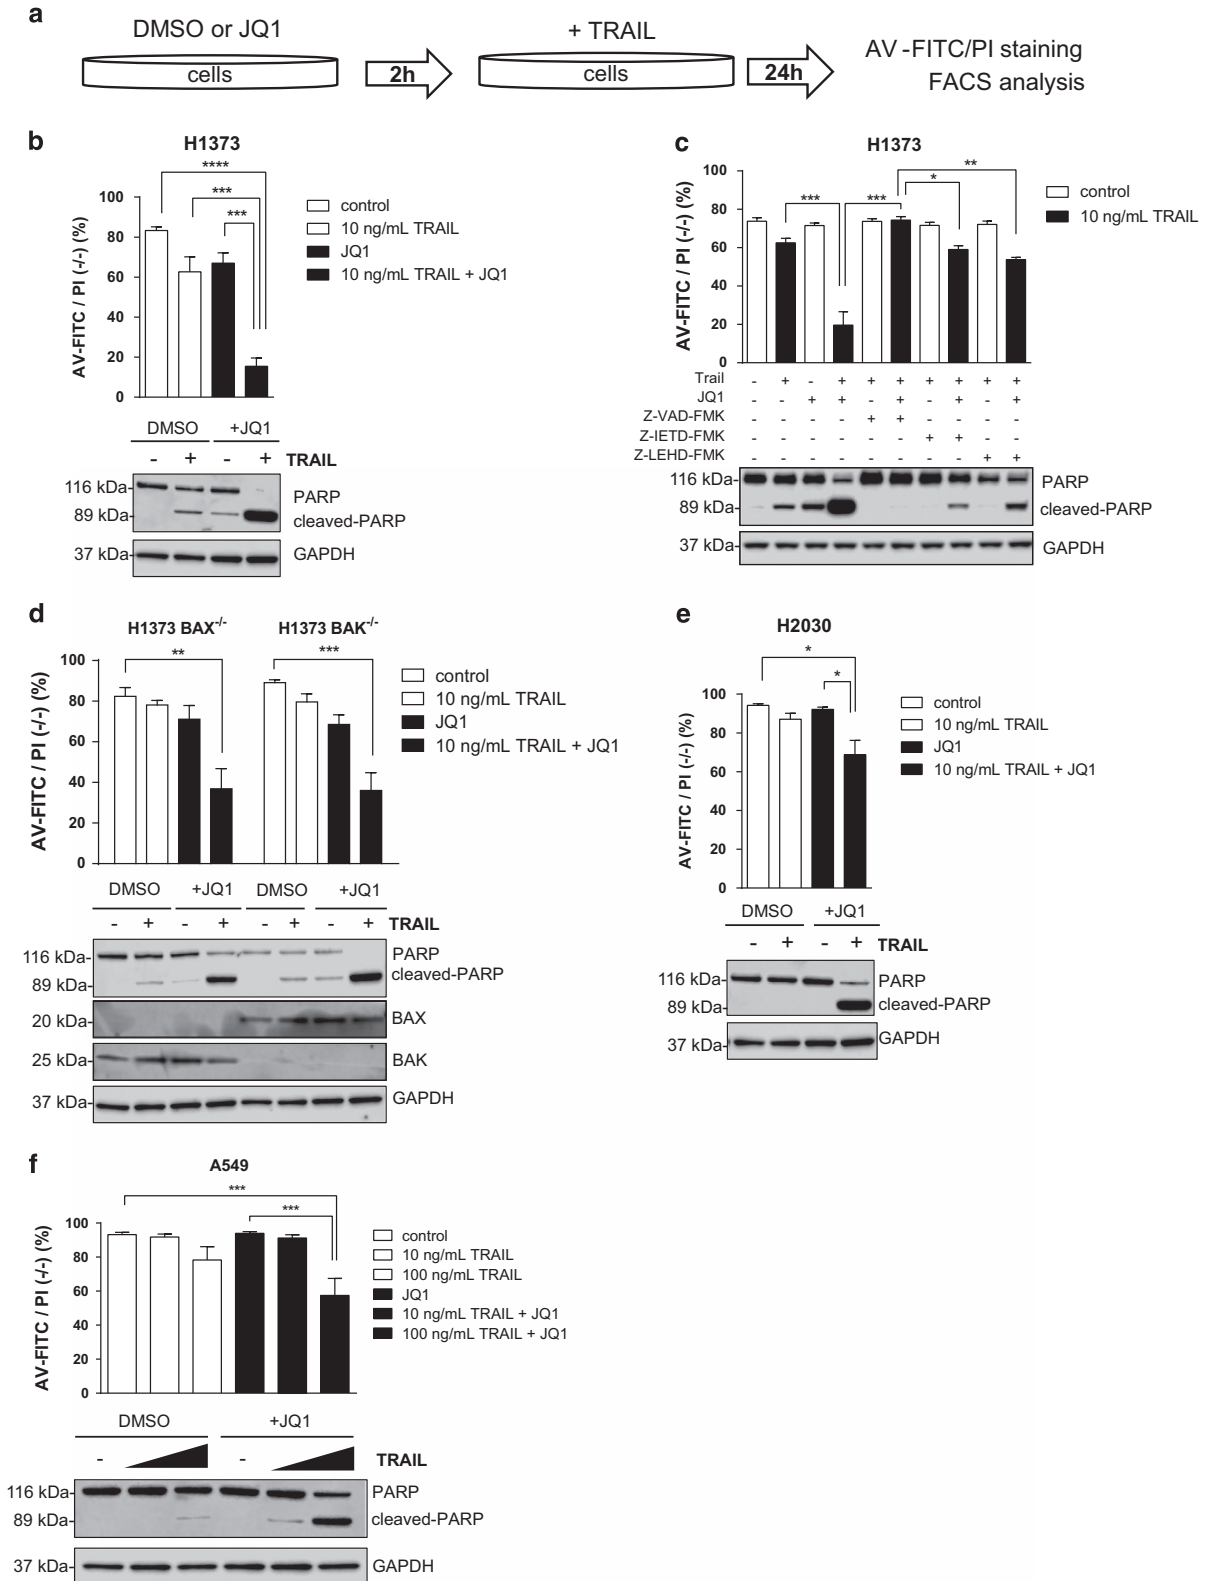 a
DMSO or JQ1
cells
2h
+ TRAIL
cells
24h
AV-FITC/PI staining
FACS analysis
b
H1373
****
***
***
AV-FITC / PI (-/-) (%)
100
80
60
40
20
0
control
10 ng/mL TRAIL
JQ1
10 ng/mL TRAIL + JQ1
DMSO +JQ1
- + - + TRAIL
116 kDa-
89 kDa-
PARP
cleaved-PARP
37 kDa-
GAPDH
c
H1373
**
*
*** ***
AV-FITC / PI (-/-) (%)
100
80
60
40
20
0
control
10 ng/mL TRAIL
Trail - + - + + + + + + +
JQ1 - - + + - + - + - +
Z-VAD-FMK - - - - + + - - - -
Z-IETD-FMK - - - - - - + + - -
Z-LEHD-FMK - - - - - - - - + +
116 kDa-
PARP
89 kDa-
cleaved-PARP
37 kDa-
GAPDH
d
H1373 BAX-/- H1373 BAK-/-
** ***
AV-FITC / PI (-/-) (%)
100
80
60
40
20
0
control
10 ng/mL TRAIL
JQ1
10 ng/mL TRAIL + JQ1
DMSO +JQ1 DMSO +JQ1
- + - + - + - + TRAIL
116 kDa-
PARP
89 kDa-
cleaved-PARP
20 kDa-
BAX
25 kDa-
BAK
37 kDa-
GAPDH
e
H2030
*
*
AV-FITC / PI (-/-) (%)
100
80
60
40
20
0
control
10 ng/mL TRAIL
JQ1
10 ng/mL TRAIL + JQ1
DMSO +JQ1
- + - + TRAIL
116 kDa-
PARP
89 kDa-
cleaved-PARP
37 kDa-
GAPDH
f
A549
***
***
AV-FITC / PI (-/-) (%)
100
80
60
40
20
0
control
10 ng/mL TRAIL
100 ng/mL TRAIL
JQ1
10 ng/mL TRAIL + JQ1
100 ng/mL TRAIL + JQ1
DMSO +JQ1
- - TRAIL
116 kDa-
PARP
89 kDa-
cleaved-PARP
37 kDa-
GAPDH